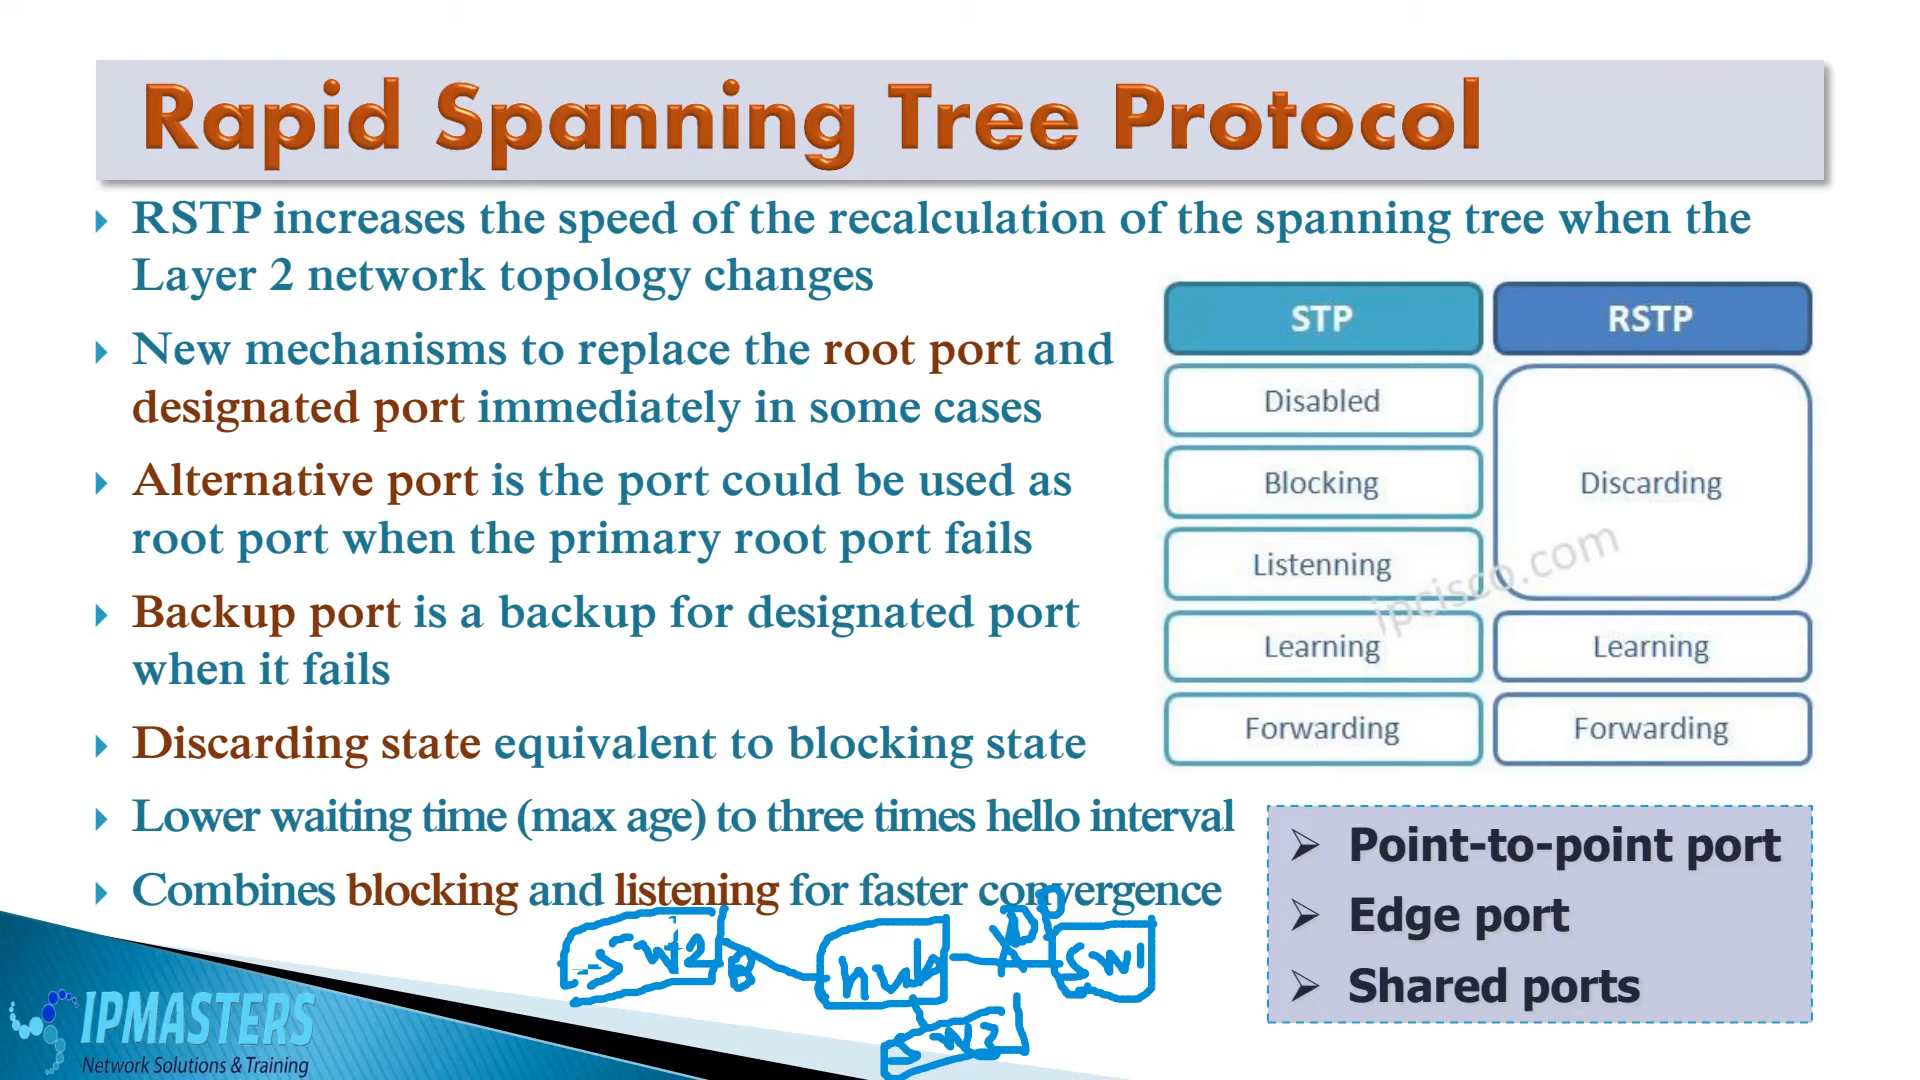 Rapid Spanning Tree Protocol
RSTP increases the speed of the recalculation of the spanning tree when the
Layer 2 network topology changes
New mechanisms to replace the root port and
designated port immediately in some cases
Alternative port is the port could be used as
root port when the primary root port fails
Backup port is a backup for designated port
when it fails
Discarding state equivalent to blocking state
Lower waiting time (max age) to three times hello interval
Combines blocking and listening for faster convergence
STP RSTP
Disabled
Blocking
Discarding
Listenning
Learning Learning
Forwarding Forwarding
ipcisco.com
Point-to-point port
Edge port
Shared ports
SW2 B hub DP SW1
SW3
IPMASTERS
Network Solutions & Training